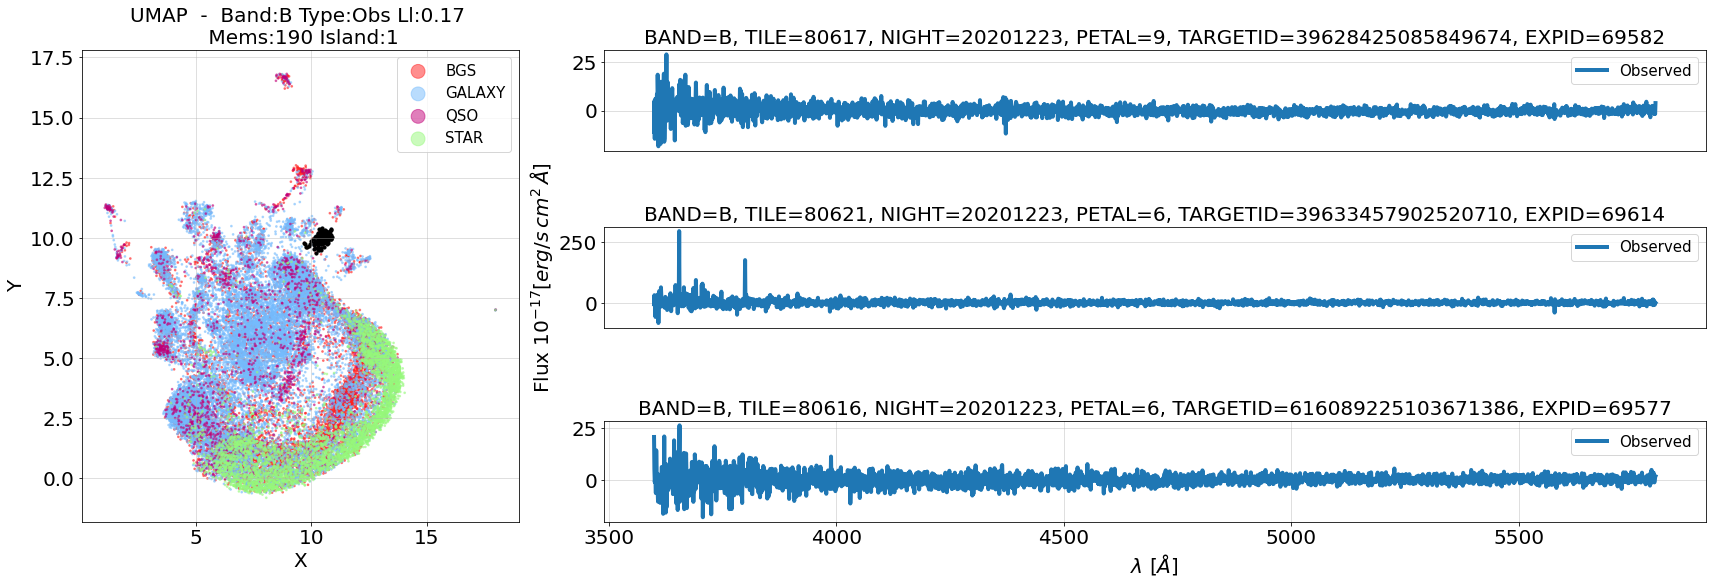 UMAP - Band:B Type:Obs Ll:0.17
Mems:190 Island:1
17.5
15.0
12.5
10.0
7.5
5.0
2.5
0.0
Y
5
10
15
X
BGS
GALAXY
QSO
STAR
Flux 10⁻¹⁷[erg/s cm² Å]
BAND=B, TILE=80617, NIGHT=20201223, PETAL=9, TARGETID=39628425085849674, EXPID=69582
25
0
Observed
BAND=B, TILE=80621, NIGHT=20201223, PETAL=6, TARGETID=39633457902520710, EXPID=69614
250
0
Observed
BAND=B, TILE=80616, NIGHT=20201223, PETAL=6, TARGETID=616089225103671386, EXPID=69577
25
0
Observed
3500
4000
4500
5000
5500
λ [Å]